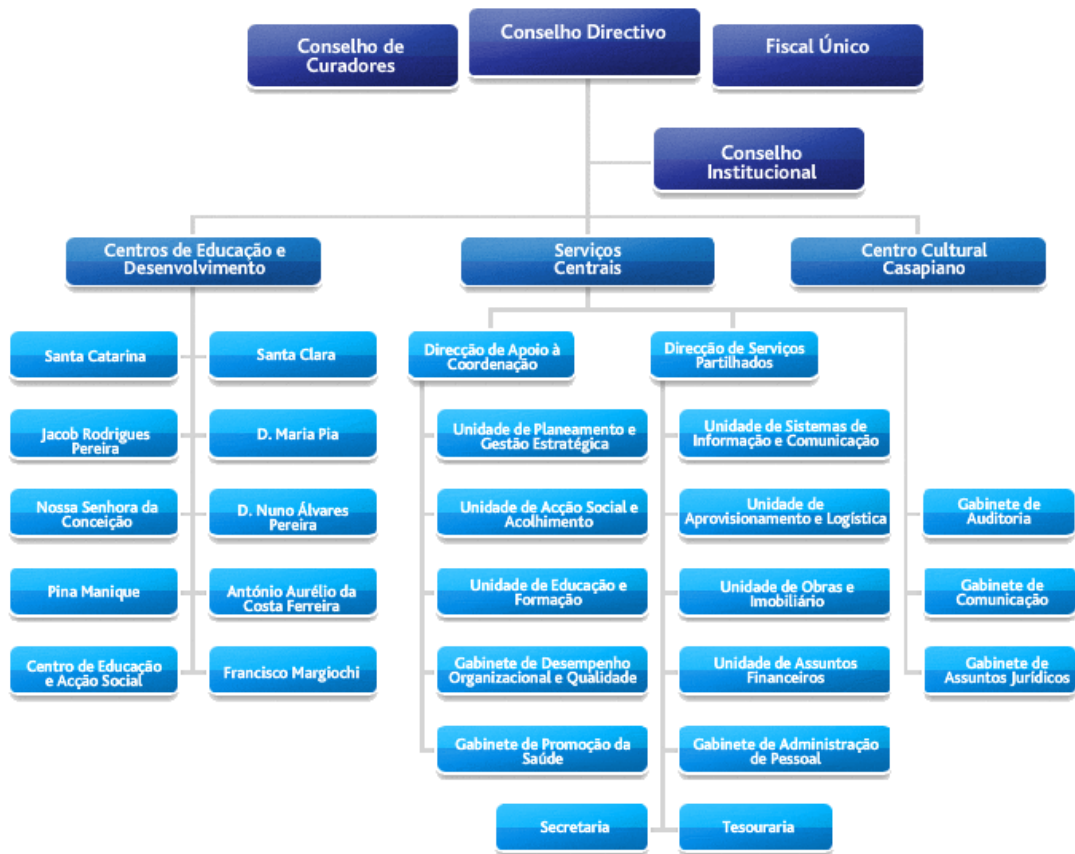 Conselho de
Curadores
Conselho Directivo
Fiscal Único
Conselho
Institucional
Centros de Educação e
Desenvolvimento
Serviços
Centrais
Centro Cultural
Casapiano
Santa Catarina
Santa Clara
Jacob Rodrigues
Pereira
D. Maria Pia
Nossa Senhora da
Conceição
D. Nuno Álvares
Pereira
Pina Manique
António Aurélio da
Costa Ferreira
Centro de Educação
e Acção Social
Francisco Margiochi
Direcção de Apoio à
Coordenação
Unidade de Planeamento e
Gestão Estratégica
Unidade de Acção Social e
Acolhimento
Unidade de Educação e
Formação
Gabinete de Desempenho
Organizacional e Qualidade
Gabinete de Promoção da
Saúde
Direcção de Serviços
Partilhados
Unidade de Sistemas de
Informação e Comunicação
Unidade de
Aprovisionamento e Logística
Unidade de Obras e
Imobiliário
Unidade de Assuntos
Financeiros
Gabinete de Administração
de Pessoal
Secretaria
Tesouraria
Gabinete de
Auditoria
Gabinete de
Comunicação
Gabinete de
Assuntos Jurídicos